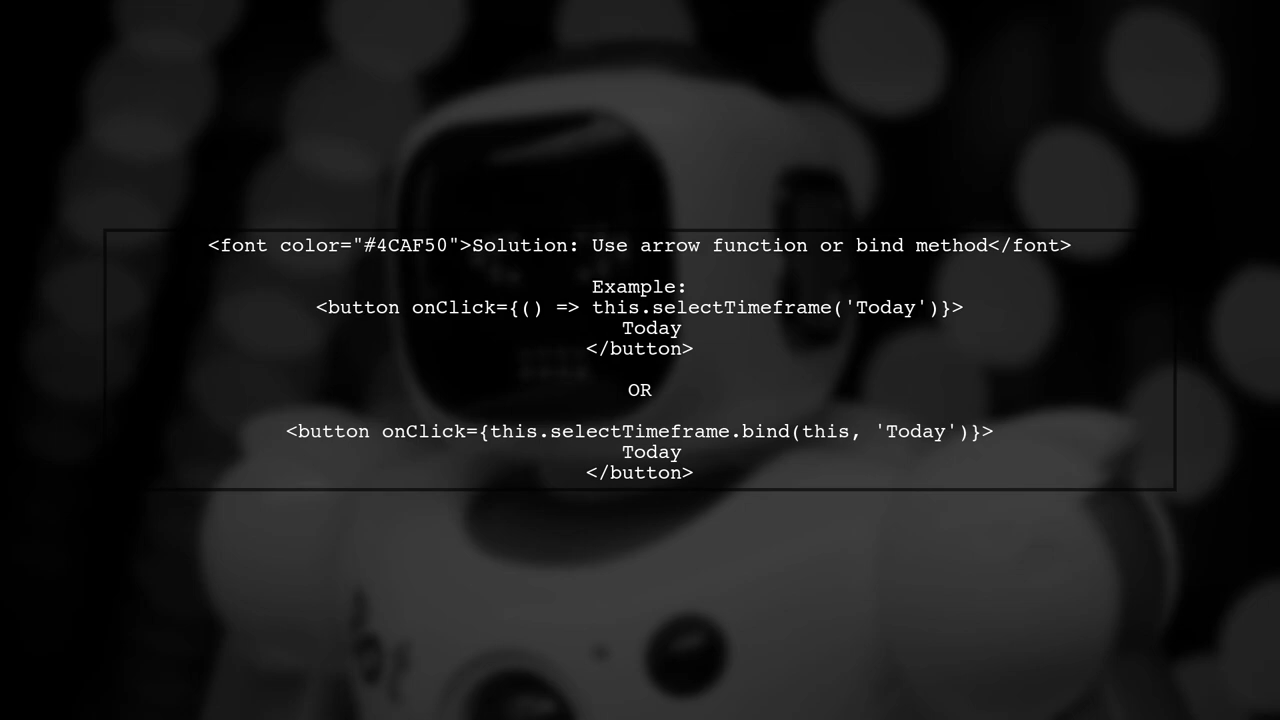 <font color="#4CAF50">Solution: Use arrow function or bind method</font>
Example:
<button onClick={() => this.selectTimeframe('Today')}>
Today
</button>
OR
<button onClick={this.selectTimeframe.bind(this, 'Today')}>
Today
</button>